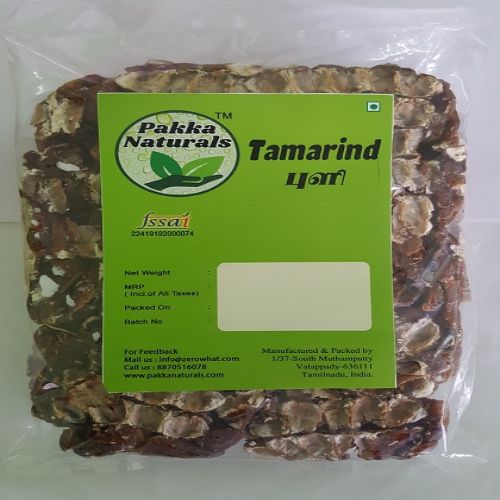 Pakka
Naturals
TM
Tamarind
புளி
fssai
22419192000074
Net Weight :
MRP :
( Incl.of All Taxes)
Packed On :
Batch No :
For Feedback
Mail us : info@zerowhat.com
Call us : 8870516078
www.pakkanaturals.com
Manufactured & Packed by
1/37-South Muthampatty
Valappady-636111
Tamilnadu, India.